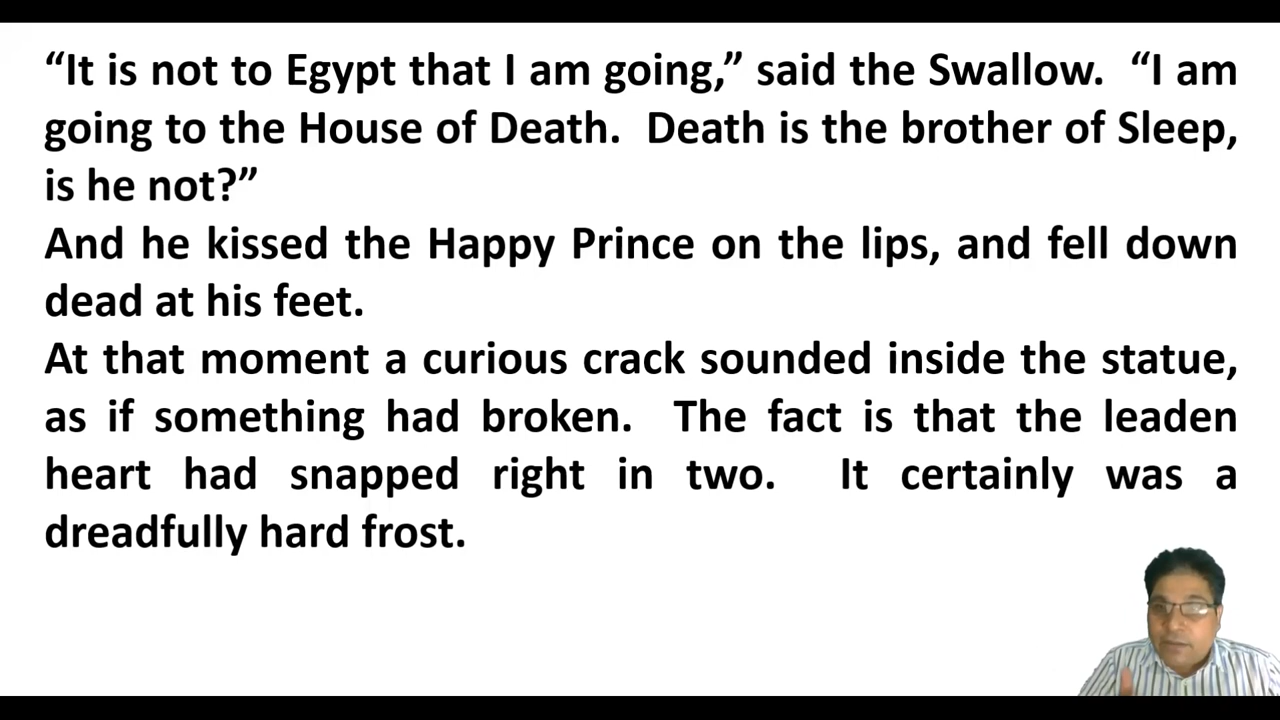 “It is not to Egypt that I am going,” said the Swallow.  “I am
going to the House of Death.  Death is the brother of Sleep,
is he not?”
And he kissed the Happy Prince on the lips, and fell down
dead at his feet.
At that moment a curious crack sounded inside the statue,
as if something had broken.  The fact is that the leaden
heart had snapped right in two.  It certainly was a
dreadfully hard frost.